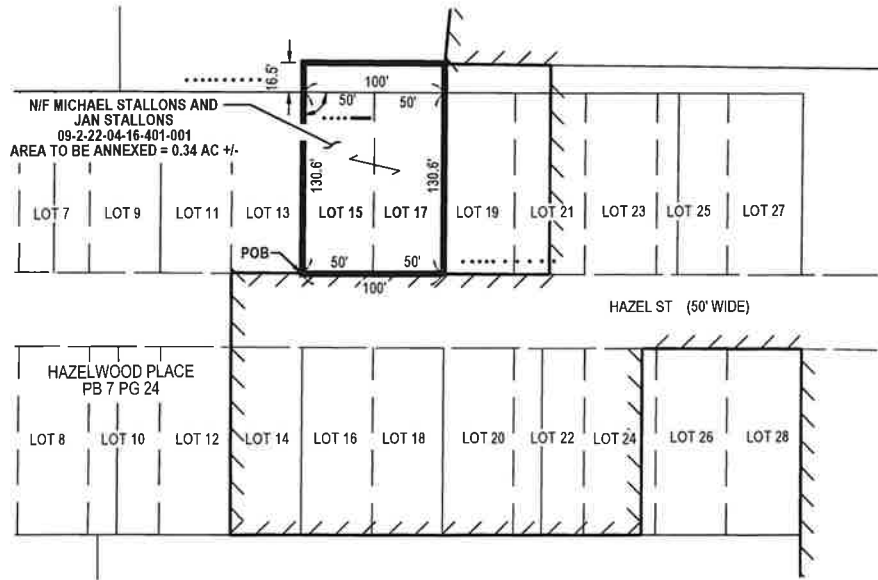 16.5'
100'
50' 50'
N/F MICHAEL STALLONS AND
JAN STALLONS
09-2-22-04-16-401-001
AREA TO BE ANNEXED = 0.34 AC +/-
130.6' 130.6'
LOT 7 LOT 9 LOT 11 LOT 13 LOT 15 LOT 17 LOT 19 LOT 21 LOT 23 LOT 25 LOT 27
POB
50' 50'
100'
HAZEL ST (50' WIDE)
HAZELWOOD PLACE
PB 7 PG 24
LOT 8 LOT 10 LOT 12 LOT 14 LOT 16 LOT 18 LOT 20 LOT 22 LOT 24 LOT 26 LOT 28